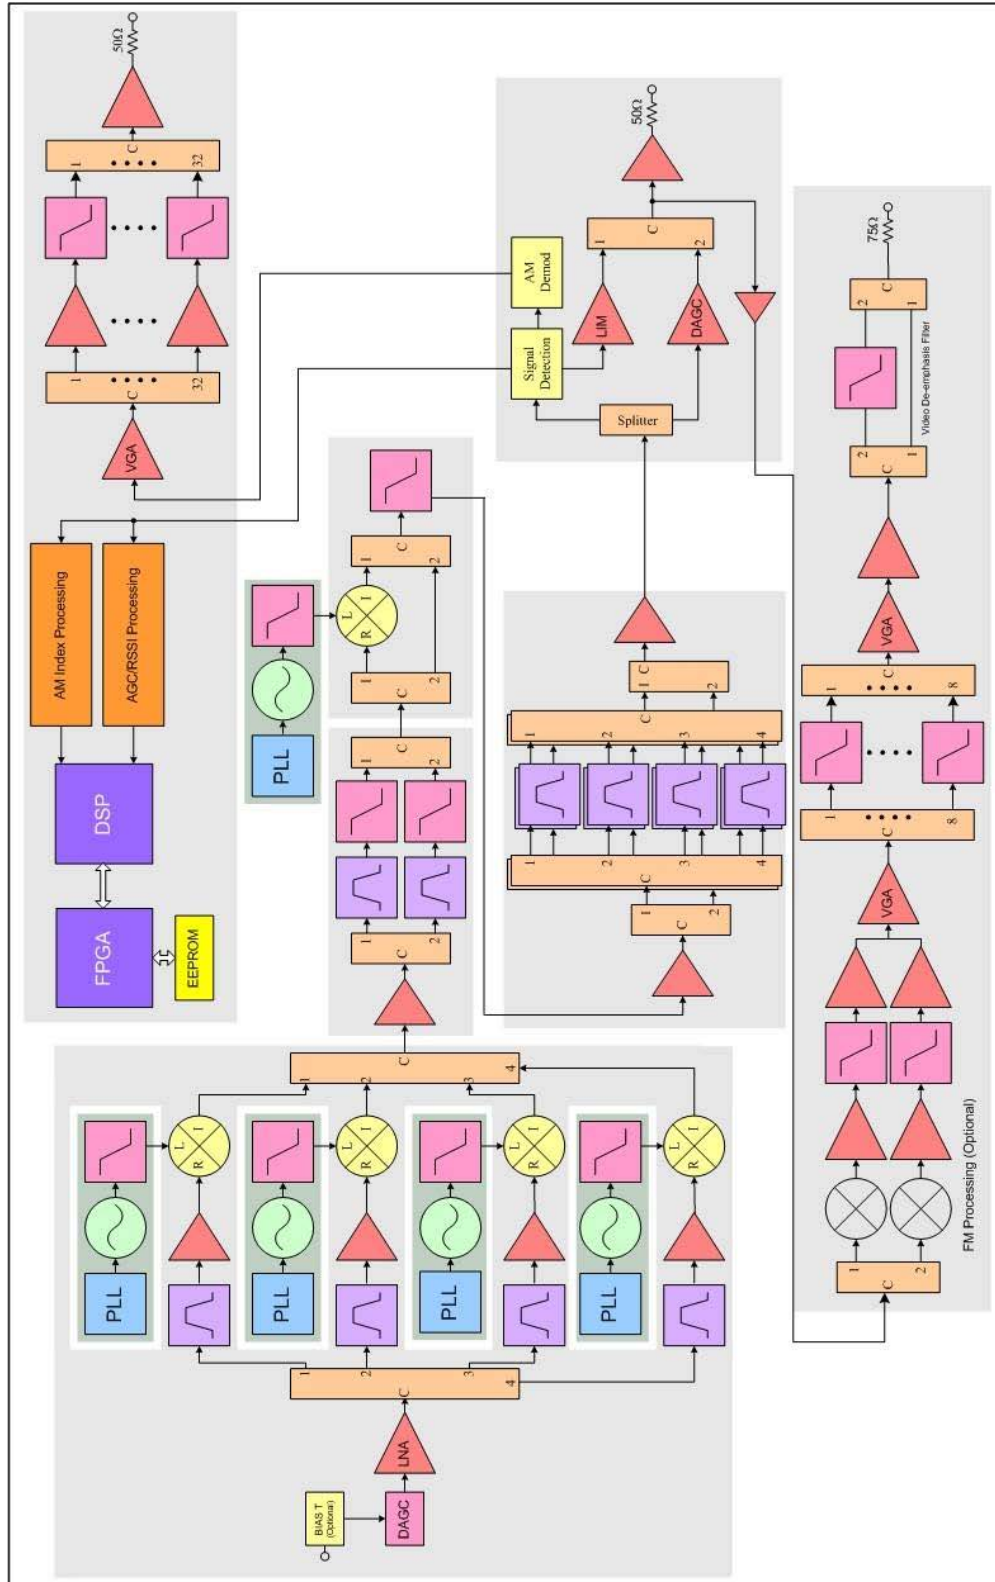 50Ω
C
1
32
VGA
C
1
32
AM Index Processing
AGC/RSSI Processing
DSP
FPGA
EEPROM
50Ω
C
1
2
AM
Demod
Signal
Detection
LIM
DAGC
Splitter
75Ω
C
2
1
Video De-emphasis Filter
C
2
1
VGA
C
1
8
C
1
8
VGA
FM Processing (Optional)
C
1
2
C
1
2
L
R
I
C
1
2
PLL
C
1
2
C
1
2
C
1
2
C
1
2
3
4
C
1
2
3
4
C
1
2
C
1
2
3
4
L
R
I
PLL
L
R
I
PLL
L
R
I
PLL
L
R
I
PLL
C
1
2
3
4
LNA
BIAS T
(Optional)
DAGC